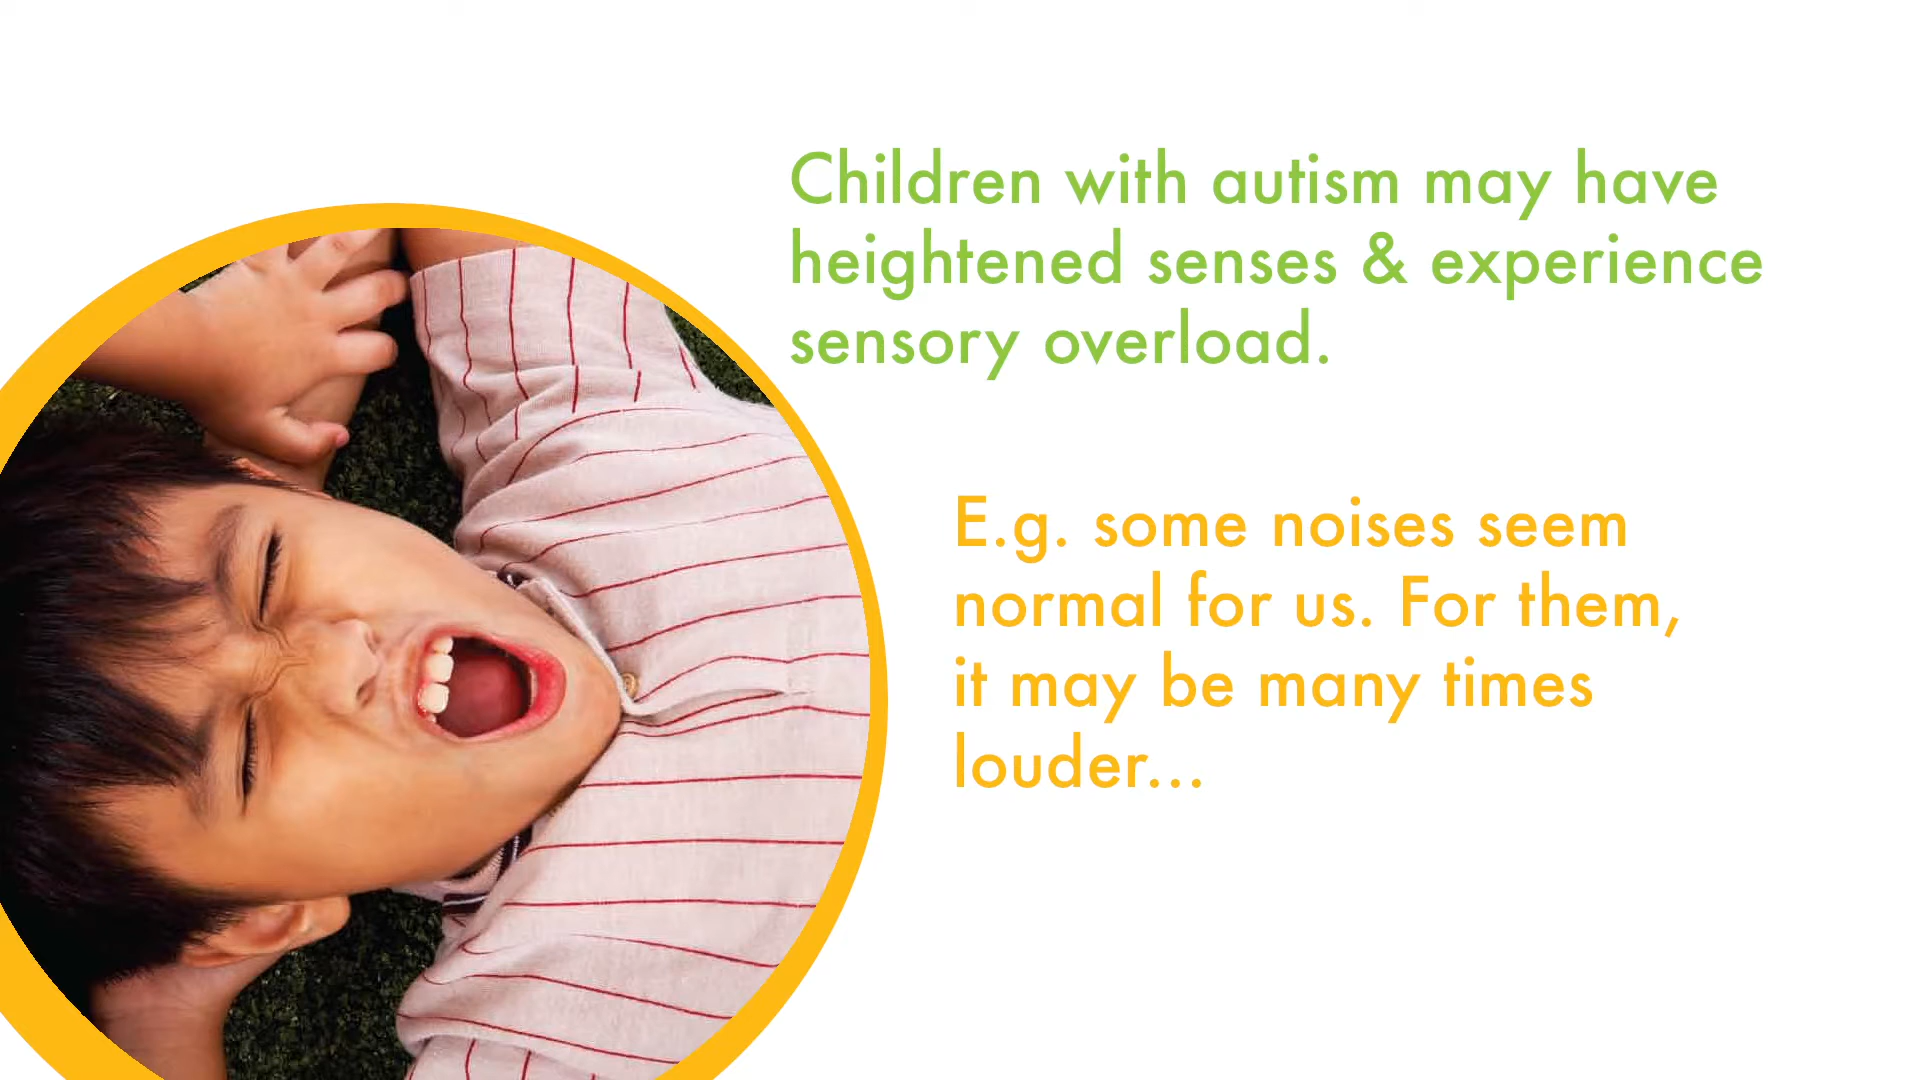 Children with autism may have
heightened senses & experience
sensory overload.
E.g. some noises seem
normal for us. For them,
it may be many times
louder...